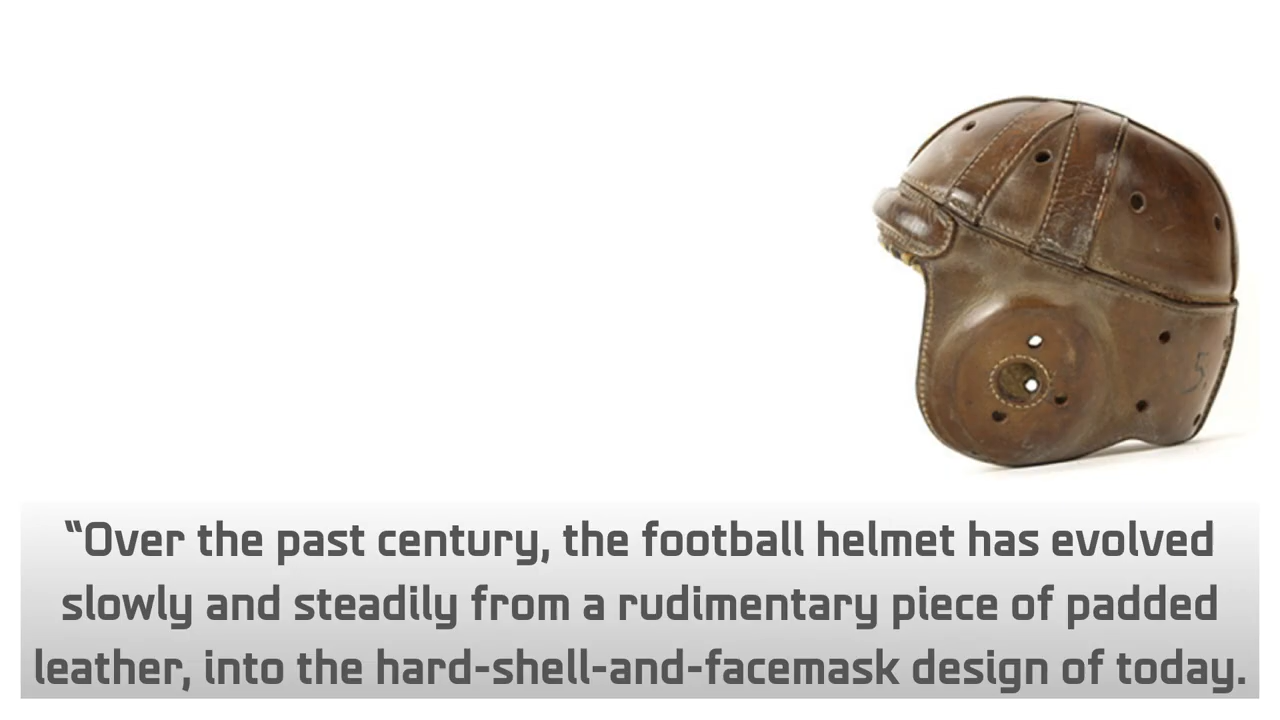 5.
“Over the past century, the football helmet has evolved
slowly and steadily from a rudimentary piece of padded
leather, into the hard-shell-and-facemask design of today.